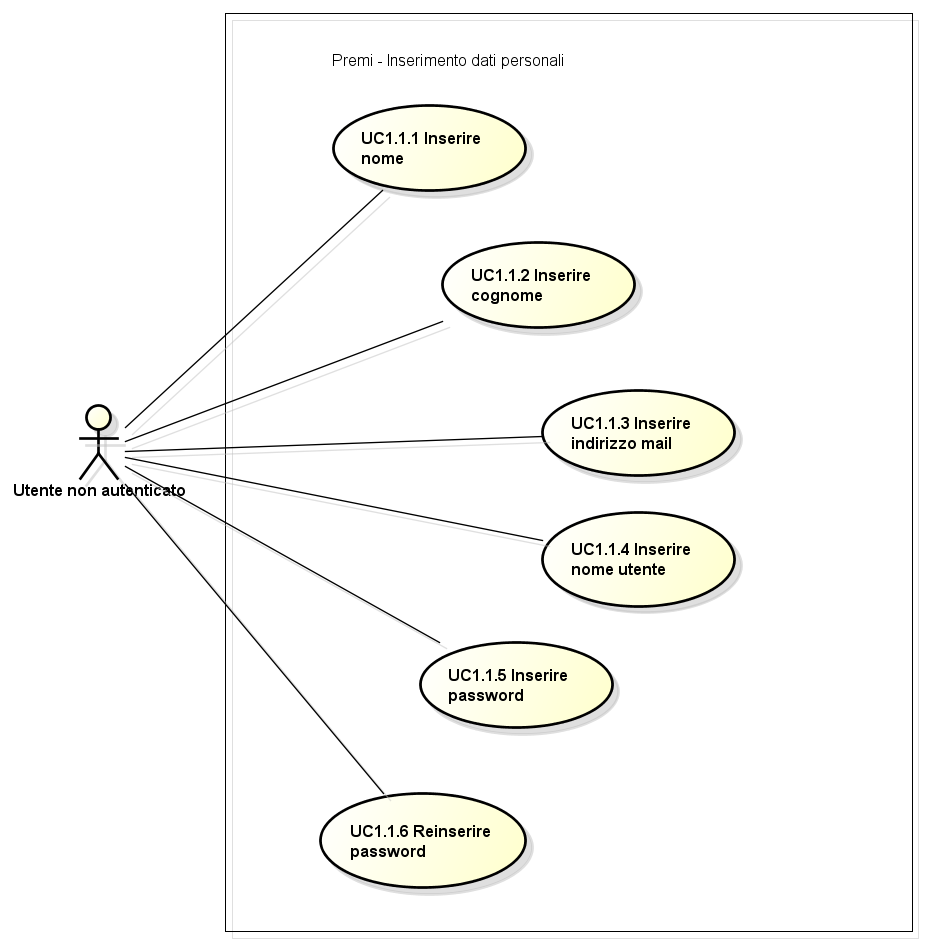 Premi - Inserimento dati personali
UC1.1.1 Inserire
nome
UC1.1.2 Inserire
cognome
UC1.1.3 Inserire
indirizzo mail
Utente non autenticato
UC1.1.4 Inserire
nome utente
UC1.1.5 Inserire
password
UC1.1.6 Reinserire
password